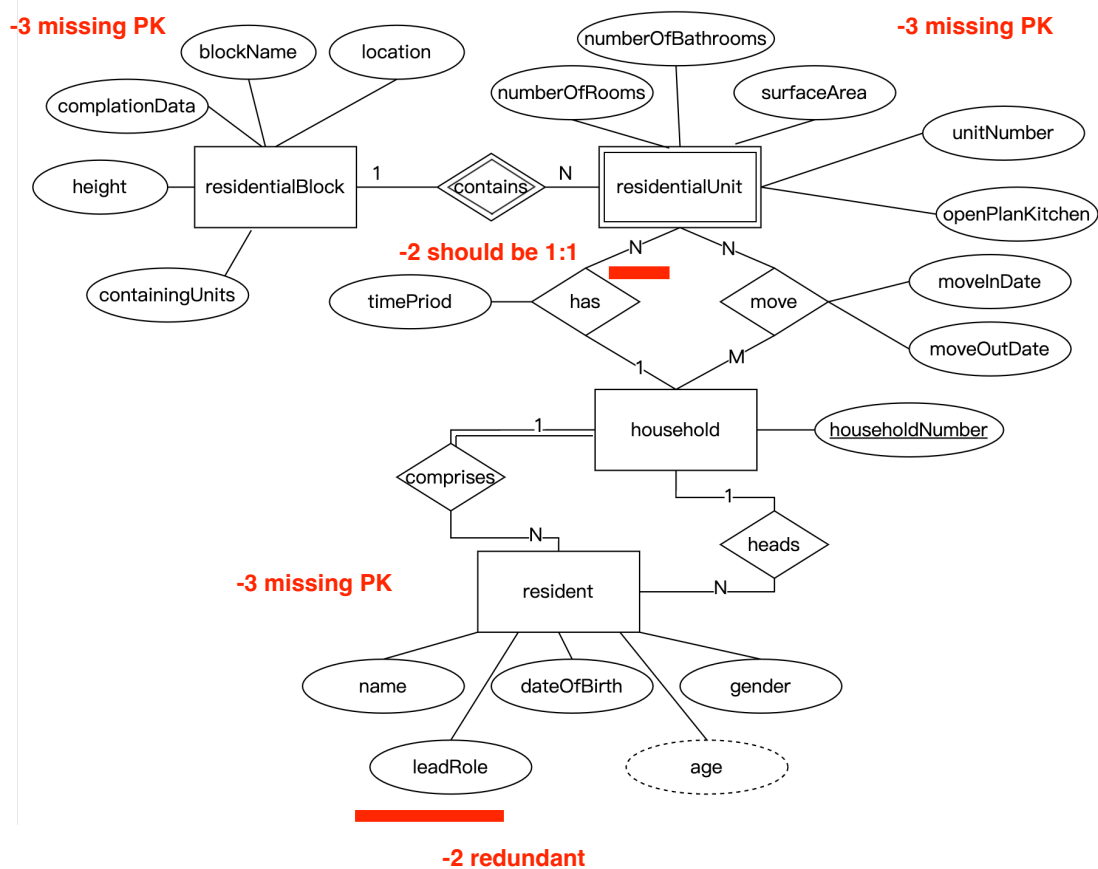 -3 missing PK
-3 missing PK
numberOfBathrooms
blockName
location
numberOfRooms
surfaceArea
complationData
unitNumber
height
residentialBlock
1
contains
N
residentialUnit
openPlanKitchen
-2 should be 1:1
N
N
containingUnits
timePriod
has
move
moveInDate
moveOutDate
1
M
1
household
householdNumber
comprises
1
N
heads
-3 missing PK
resident
N
name
dateOfBirth
gender
leadRole
age
-2 redundant